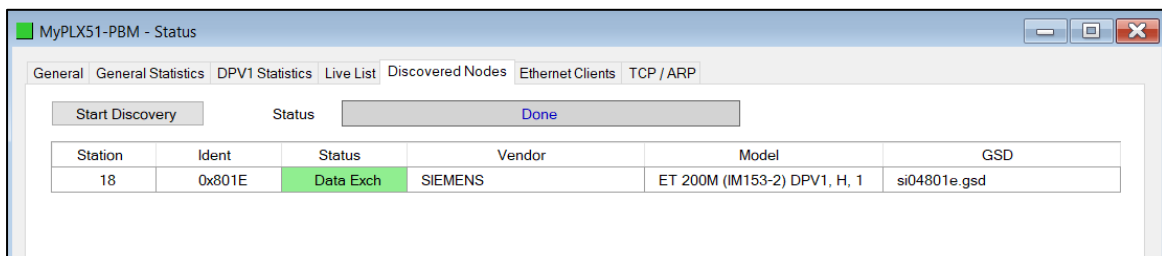 MyPLX51-PBM - Status
General General Statistics DPV1 Statistics Live List Discovered Nodes Ethernet Clients TCP / ARP
Start Discovery Status Done
Station Ident Status Vendor Model GSD
18 0x801E Data Exch SIEMENS ET 200M (IM153-2) DPV1, H, 1 si04801e.gsd